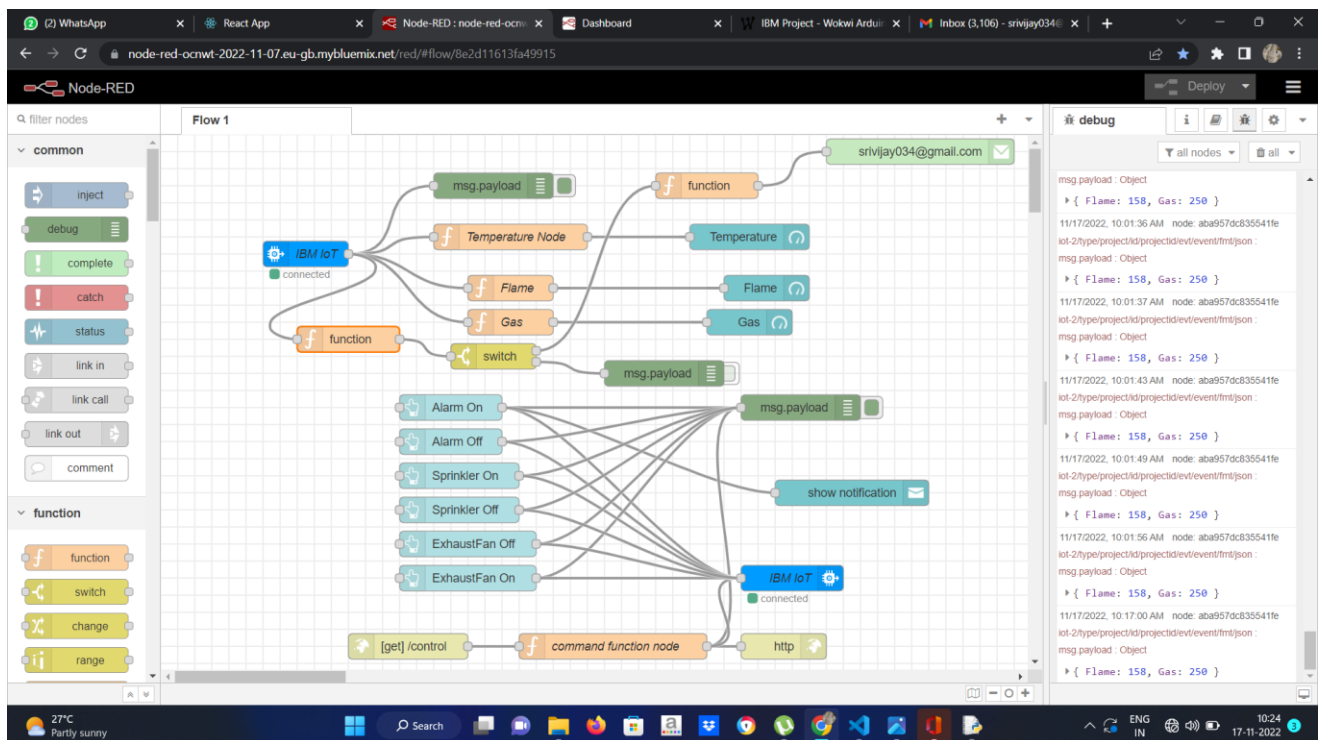 (2) WhatsApp
React App
Node-RED : node-red-ocnw
Dashboard
IBM Project - Wokwi Arduir
Inbox (3,106) - srivijay034@
node-red-ocnwt-2022-11-07.eu-gb.mybluemix.net/red/#flow/8e2d11613fa49915
Node-RED
Deploy
filter nodes
common
inject
debug
complete
catch
status
link in
link call
link out
comment
function
function
switch
change
range
Flow 1
srivijay034@gmail.com
msg.payload
function
Temperature Node
Temperature
IBM IoT
connected
Flame
Flame
Gas
Gas
function
switch
msg.payload
Alarm On
msg.payload
Alarm Off
Sprinkler On
show notification
Sprinkler Off
ExhaustFan Off
ExhaustFan On
IBM IoT
connected
[get] /control
command function node
http
debug
all nodes
all
msg.payload : Object
{ Flame: 158, Gas: 250 }
11/17/2022, 10:01:36 AM node: aba957dc835541fe
iot-2/type/project/id/projectid/evt/event/fmt/json :
msg.payload : Object
{ Flame: 158, Gas: 250 }
11/17/2022, 10:01:37 AM node: aba957dc835541fe
iot-2/type/project/id/projectid/evt/event/fmt/json :
msg.payload : Object
{ Flame: 158, Gas: 250 }
11/17/2022, 10:01:43 AM node: aba957dc835541fe
iot-2/type/project/id/projectid/evt/event/fmt/json :
msg.payload : Object
{ Flame: 158, Gas: 250 }
11/17/2022, 10:01:49 AM node: aba957dc835541fe
iot-2/type/project/id/projectid/evt/event/fmt/json :
msg.payload : Object
{ Flame: 158, Gas: 250 }
11/17/2022, 10:01:56 AM node: aba957dc835541fe
iot-2/type/project/id/projectid/evt/event/fmt/json :
msg.payload : Object
{ Flame: 158, Gas: 250 }
11/17/2022, 10:17:00 AM node: aba957dc835541fe
iot-2/type/project/id/projectid/evt/event/fmt/json :
msg.payload : Object
{ Flame: 158, Gas: 250 }
27°C
Partly sunny
Search
ENG
IN
10:24
17-11-2022
3